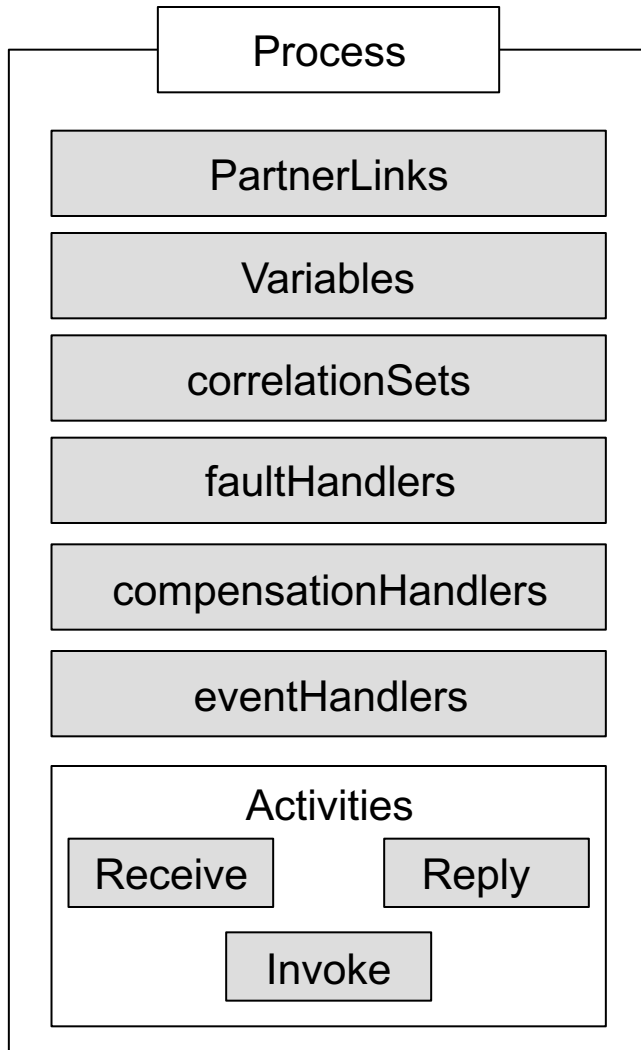 Process
PartnerLinks
Variables
correlationSets
faultHandlers
compensationHandlers
eventHandlers
Activities
Receive
Reply
Invoke